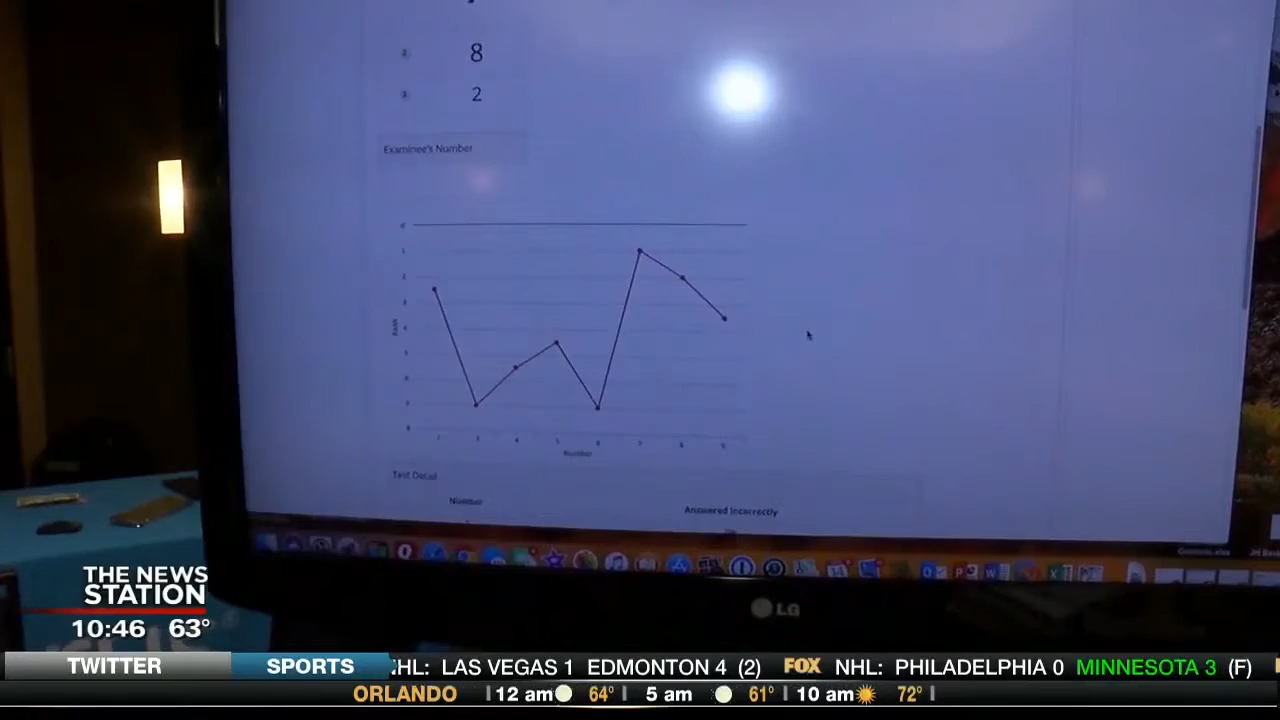 8
2
Examinee's Number
Rank
Number
Test Detail
Number
Answered Incorrectly
LG
THE NEWS
STATION
10:46 63°
TWITTER SPORTS HL: LAS VEGAS 1 EDMONTON 4 (2) FOX NHL: PHILADELPHIA 0 MINNESOTA 3 (F)
ORLANDO 12 am 64° 5 am 61° 10 am 72°